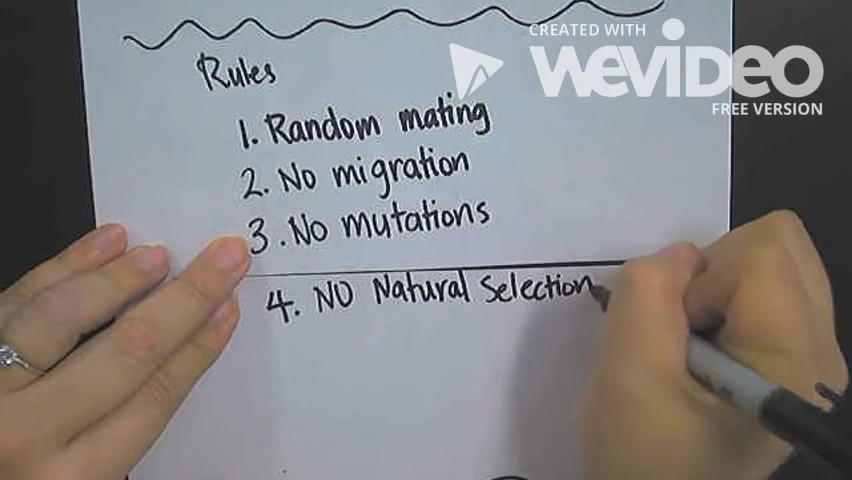 CREATED WITH
WEVIDEO
FREE VERSION
Rules
1. Random mating
2. No migration
3. No mutations
4. No Natural Selection